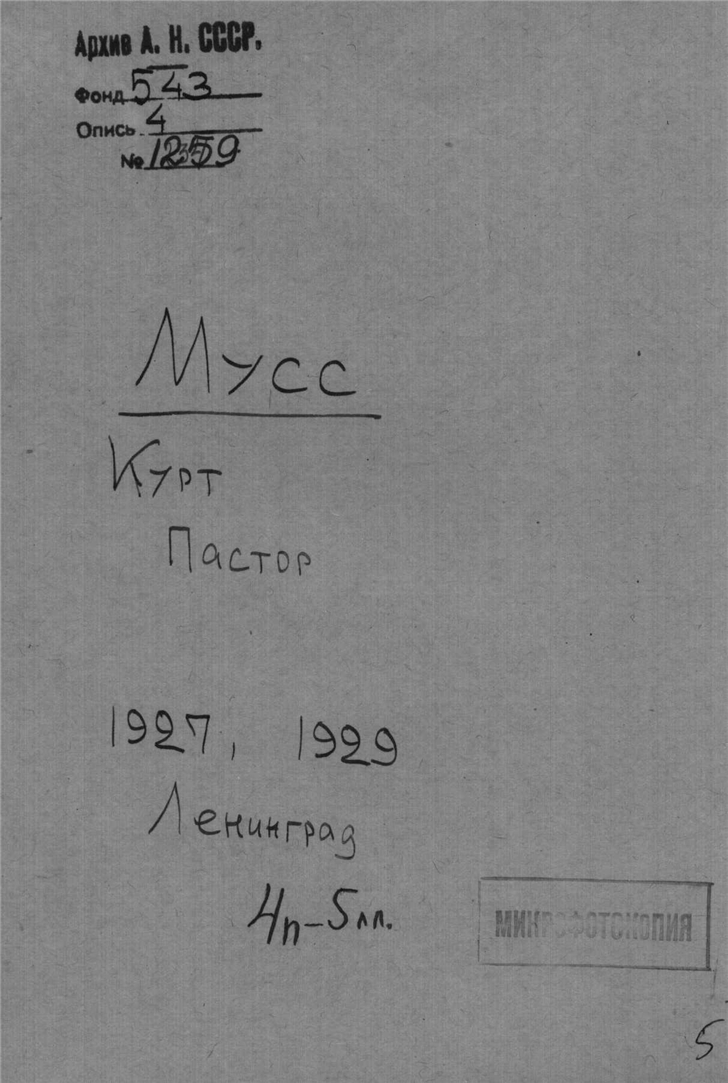 Архив А. Н. СССР.
Фонд 543
Опись 4
№ 1259
Мусс
Курт
Пастор
1927, 1929
Ленинград
4п-5лл.
МИКРОФОТОКОПИЯ
5